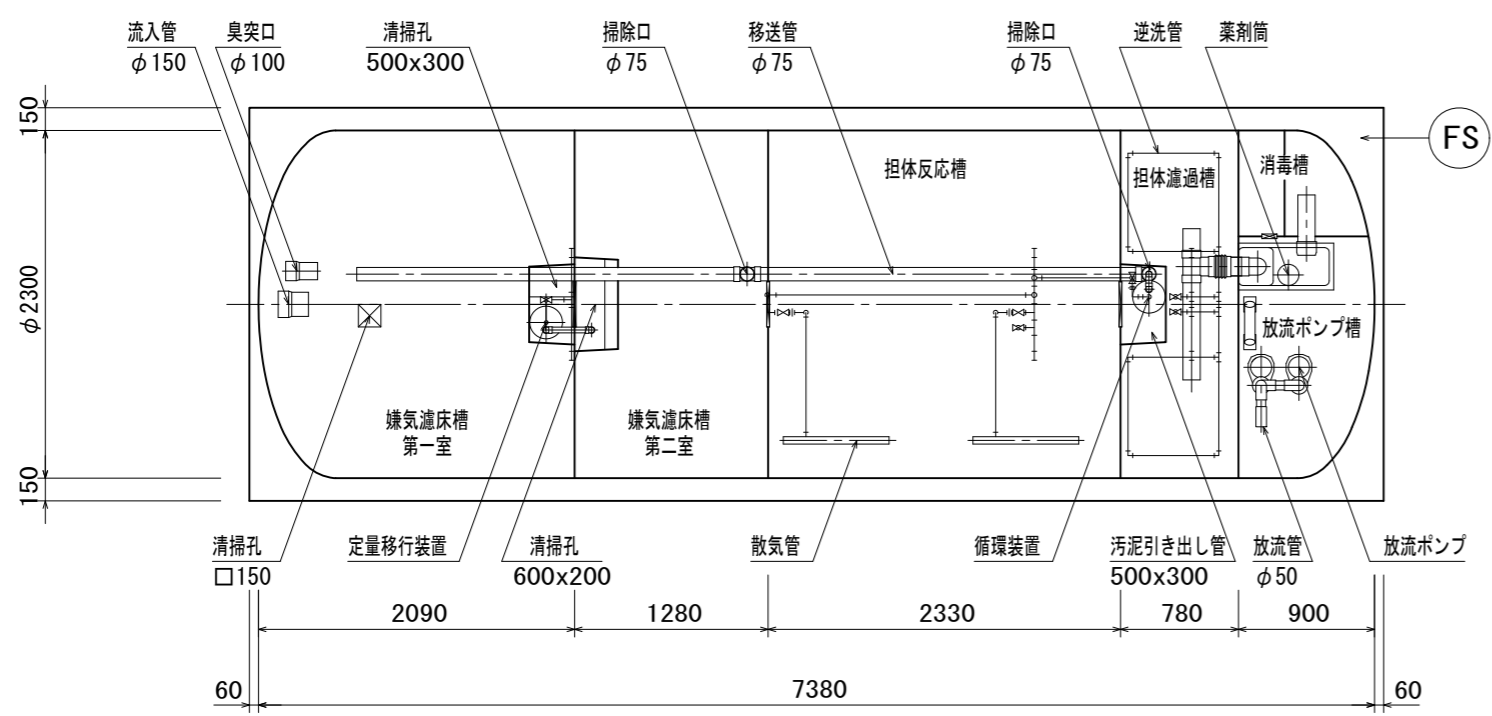 流入管
φ150
臭突口
φ100
清掃孔
500x300
掃除口
φ75
移送管
φ75
掃除口
φ75
逆洗管
薬剤筒
150
φ2300
150
FS
担体反応槽
担体濾過槽
消毒槽
放流ポンプ槽
嫌気濾床槽
第一室
嫌気濾床槽
第二室
清掃孔
□150
定量移行装置
清掃孔
600x200
散気管
循環装置
汚泥引き出し管
500x300
放流管
φ50
放流ポンプ
2090
1280
2330
780
900
60
7380
60